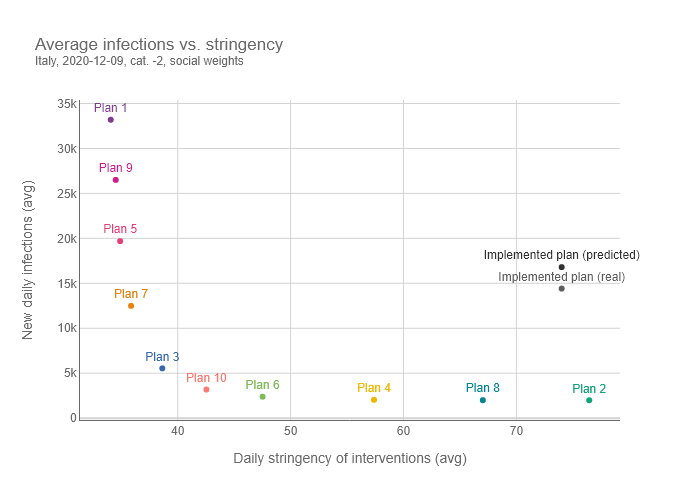 Average infections vs. stringency
Italy, 2020-12-09, cat. -2, social weights
35k
Plan 1
30k
Plan 9
25k
Plan 5
20k
Implemented plan (predicted)
Implemented plan (real)
15k
Plan 7
10k
Plan 3
5k
Plan 10
Plan 6
Plan 4
Plan 8
Plan 2
0
40
50
60
70
New daily infections (avg)
Daily stringency of interventions (avg)